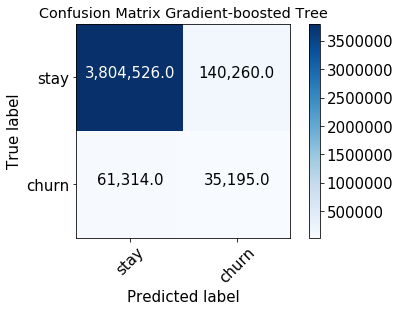 Confusion Matrix Gradient-boosted Tree
True label
stay
churn
3,804,526.0 140,260.0
61,314.0 35,195.0
stay
churn
Predicted label
3500000
3000000
2500000
2000000
1500000
1000000
500000